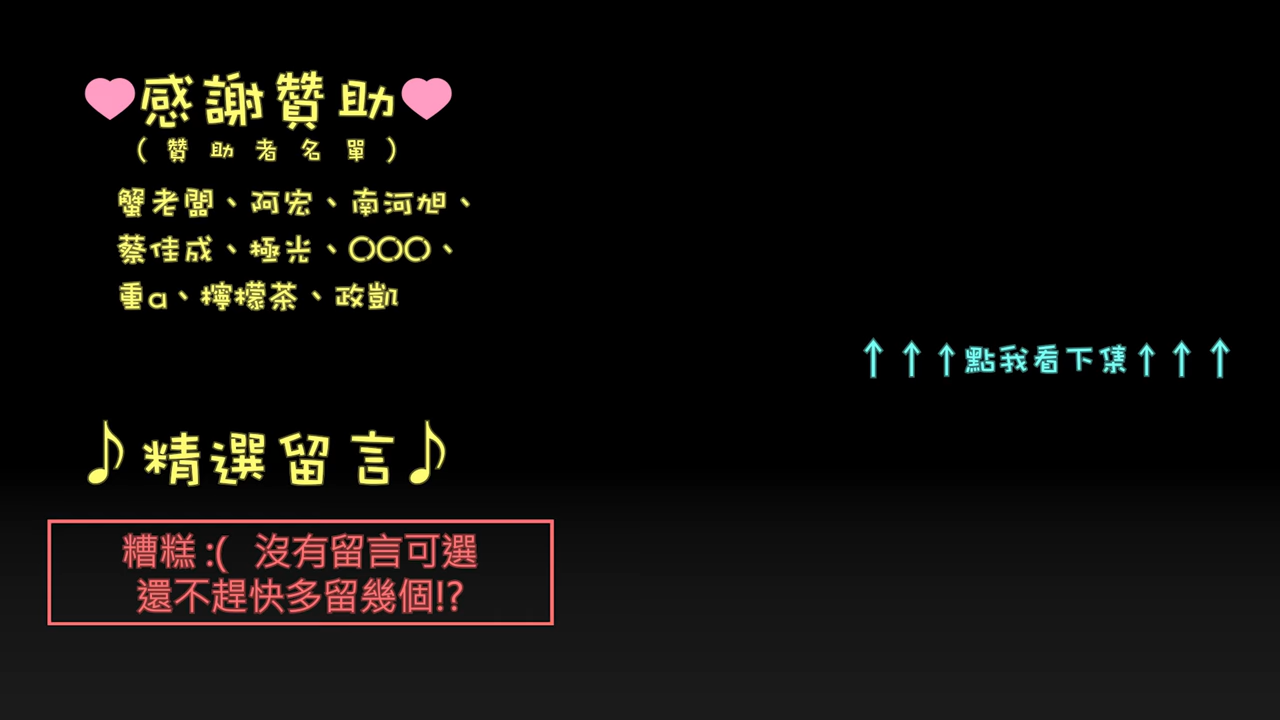 感謝贊助
(贊助者名單)
蟹老闆、阿宏、南河旭、
蔡佳成、極光、〇〇〇、
重a、檸檬茶、政凱
↑↑↑點我看下集↑↑↑
♪精選留言♪
糟糕 :( 沒有留言可選
還不趕快多留幾個!?